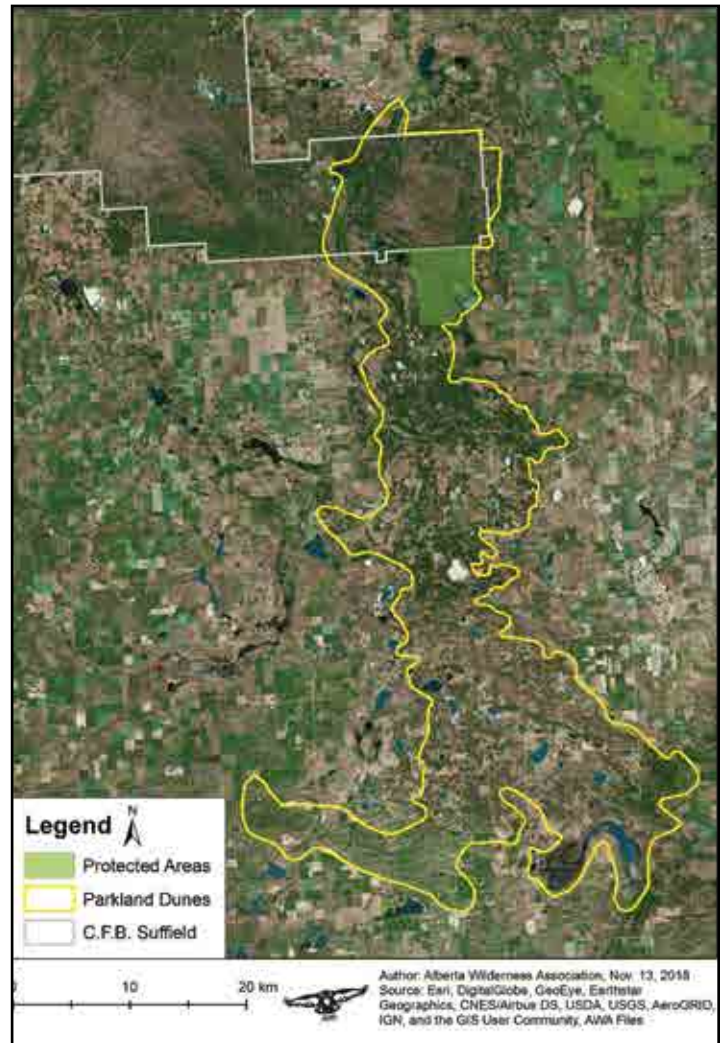 Legend
N
Protected Areas
Parkland Dunes
C.F.B. Suffield
0
10
20 km
Author: Alberta Wilderness Association, Nov. 13, 2018
Source: Esri, DigitalGlobe, GeoEye, Earthstar
Geographics, CNES/Airbus DS, USDA, USGS, AeroGRID,
IGN, and the GIS User Community, AWA Files